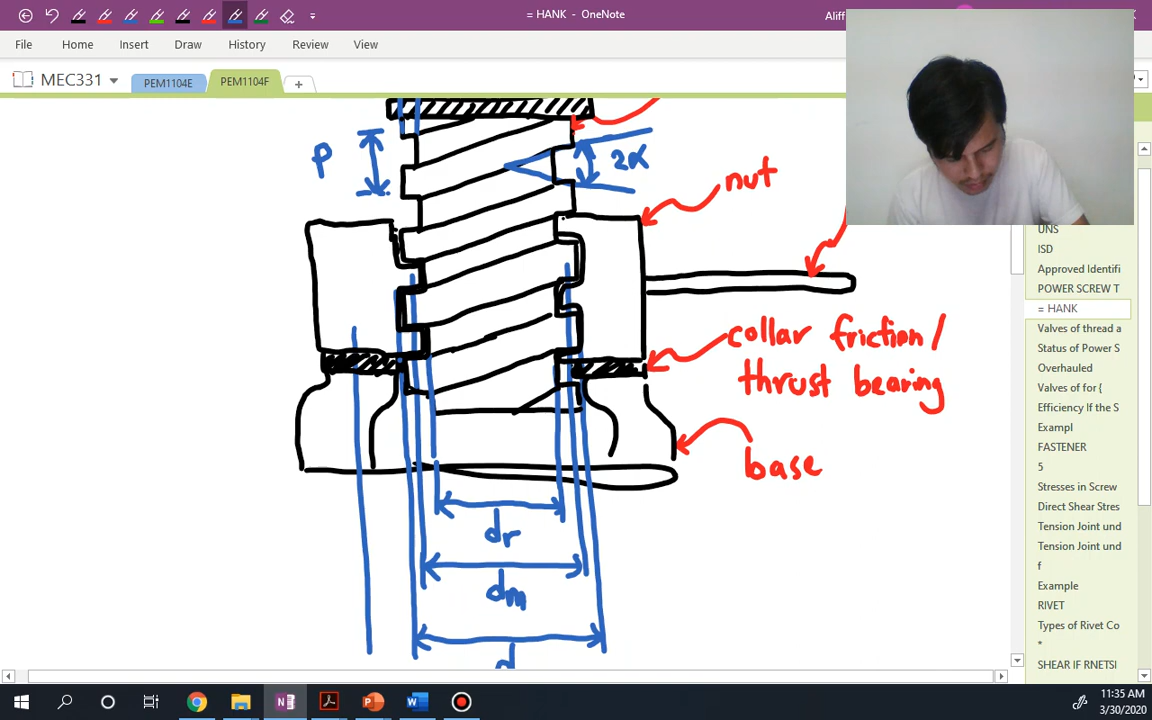 = HANK - OneNote
Aliff
File Home Insert Draw History Review View
MEC331
PEM1104E
PEM1104F
P
2α
nut
collar friction/
thrust bearing
base
dr
dm
d
UNS
ISD
Approved Identifi
POWER SCREW T
= HANK
Valves of thread a
Status of Power S
Overhauled
Valves of for {
Efficiency If the S
Exampl
FASTENER
5
Stresses in Screw
Direct Shear Stres
Tension Joint und
Tension Joint und
f
Example
RIVET
Types of Rivet Co
*
SHEAR IF RNETSI
11:35 AM
3/30/2020